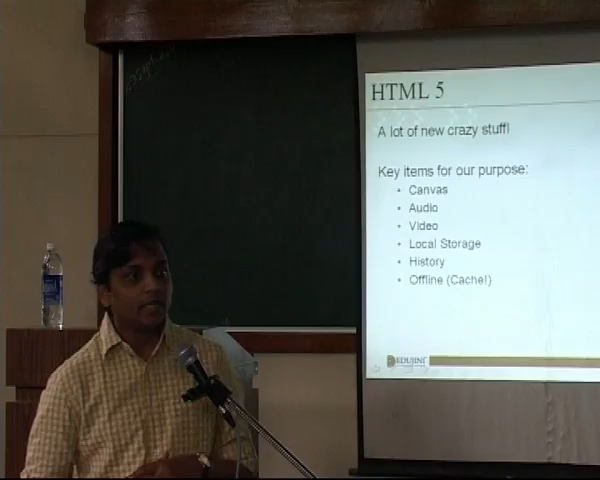 HTML 5
A lot of new crazy stuff!
Key items for our purpose:
• Canvas
• Audio
• Video
• Local Storage
• History
• Offline (Cache!)
EDUJINI